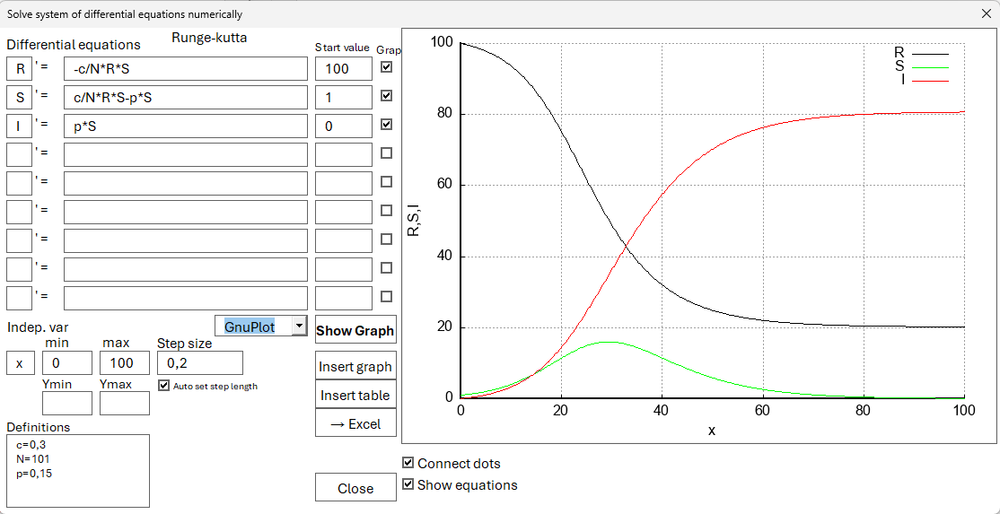 Solve system of differential equations numerically
Differential equations
Runge-kutta
Start value
Grap
R ' = -c/N*R*S 100
S ' = c/N*R*S-p*S 1
I ' = p*S 0
' =
' =
' =
' =
' =
' =
Indep. var
GnuPlot
Show Graph
min max Step size
x 0 100 0,2
Insert graph
Ymin Ymax
Auto set step length
Insert table
→ Excel
Definitions
c=0,3
N=101
p=0,15
Close
R
S
I
100
80
60
40
20
0
R,S,I
0 20 40 60 80 100
x
Connect dots
Show equations